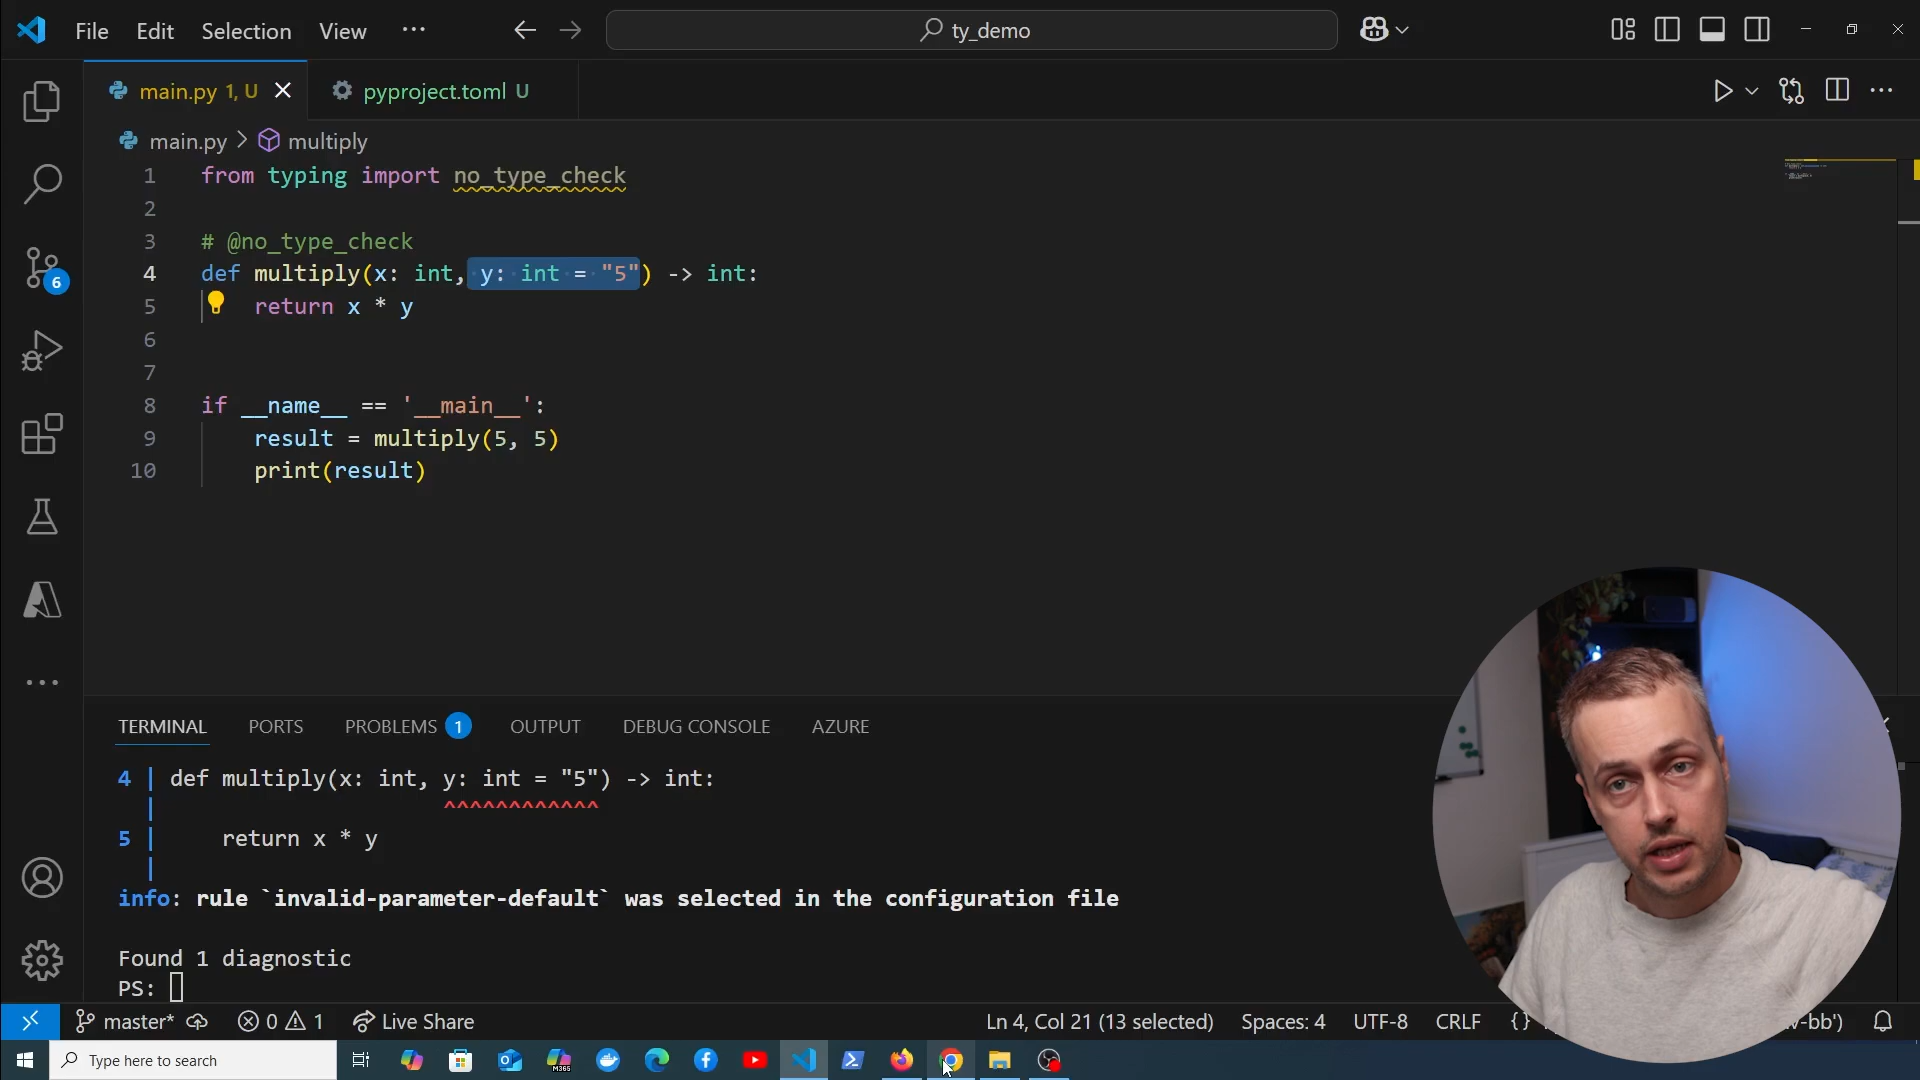 File Edit Selection View ··· ty_demo
main.py 1, U pyproject.toml U
main.py > multiply
1 from typing import no_type_check
2
3 # @no_type_check
4 def multiply(x: int, y: int = "5") -> int:
5 return x * y
6
7
8 if __name__ == '__main__':
9 result = multiply(5, 5)
10 print(result)
6
TERMINAL PORTS PROBLEMS 1 OUTPUT DEBUG CONSOLE AZURE
4 | def multiply(x: int, y: int = "5") -> int:
| ^^^^^^^^^^^^
5 | return x * y
|
info: rule `invalid-parameter-default` was selected in the configuration file
Found 1 diagnostic
PS:
master* 0 1 Live Share Ln 4, Col 21 (13 selected) Spaces: 4 UTF-8 CRLF {} v-bb')
Type here to search M365